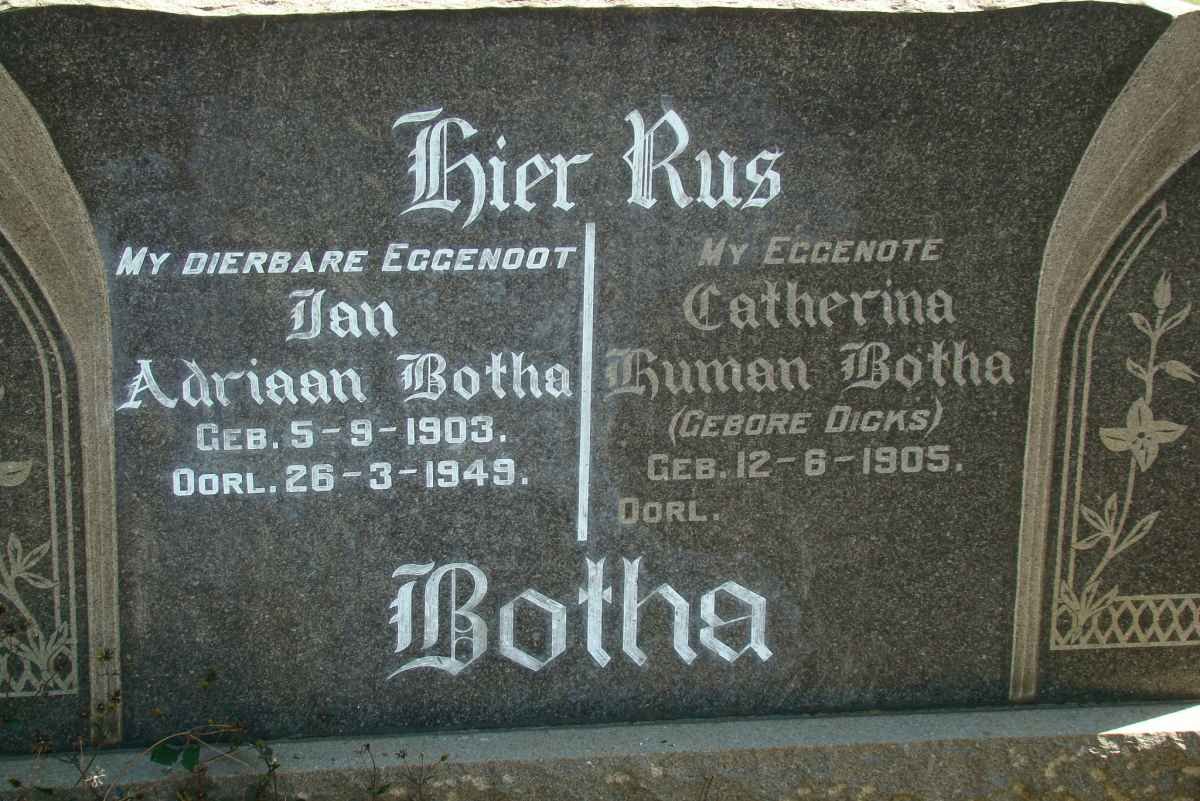 Hier Rus
MY DIERBARE EGGENOOT
Jan
Adriaan Botha
GEB. 5-9-1903.
OORL. 26-3-1949.
MY EGGENOTE
Catherina
Human Botha
(GEBORE DICKS)
GEB. 12-6-1905.
OORL.
Botha